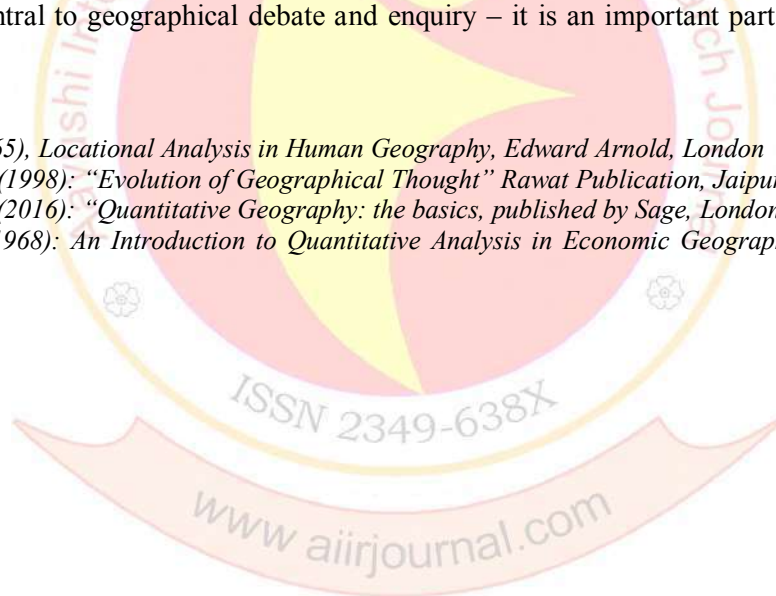 ntral to geographical debate and enquiry – it is an important part
65), Locational Analysis in Human Geography, Edward Arnold, London
(1998): “Evolution of Geographical Thought” Rawat Publication, Jaipur
(2016): “Quantitative Geography: the basics, published by Sage, London
1968): An Introduction to Quantitative Analysis in Economic Geograph
ISSN 2349-638X
www.aiirjournal.com